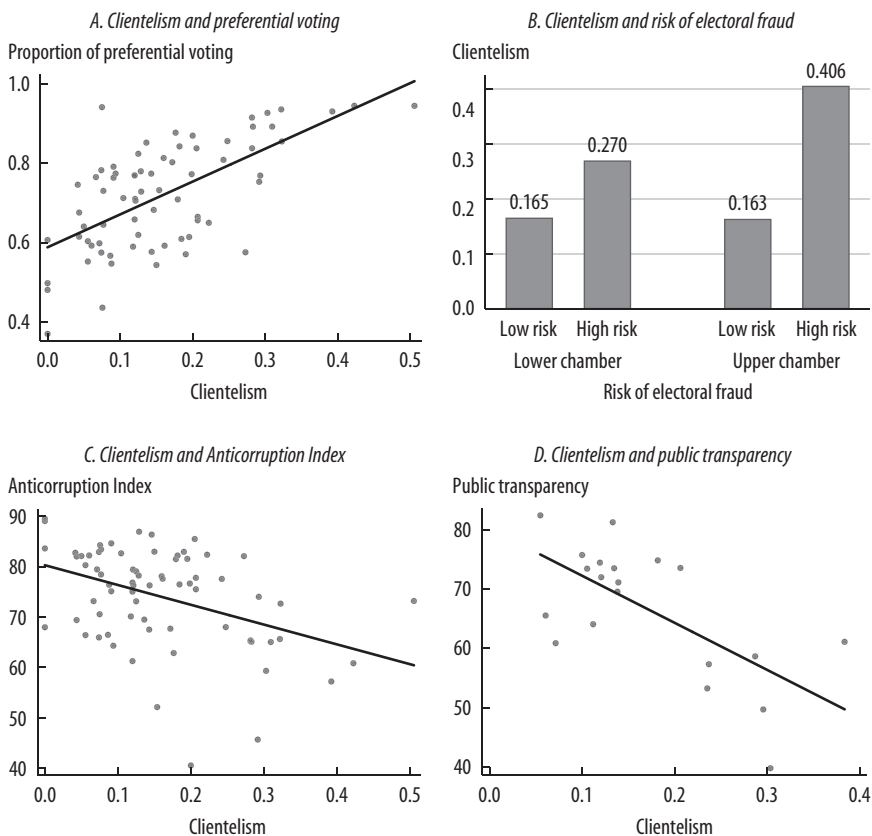 A. Clientelism and preferential voting
Proportion of preferential voting
1.0
0.8
0.6
0.4
0.0 0.1 0.2 0.3 0.4 0.5
Clientelism
B. Clientelism and risk of electoral fraud
Clientelism
0.4
0.3
0.2
0.1
0.0
0.165
0.270
0.163
0.406
Low risk High risk Low risk High risk
Lower chamber Upper chamber
Risk of electoral fraud
C. Clientelism and Anticorruption Index
Anticorruption Index
90
80
70
60
50
40
0.0 0.1 0.2 0.3 0.4 0.5
Clientelism
D. Clientelism and public transparency
Public transparency
80
70
60
50
40
0.0 0.1 0.2 0.3 0.4
Clientelism